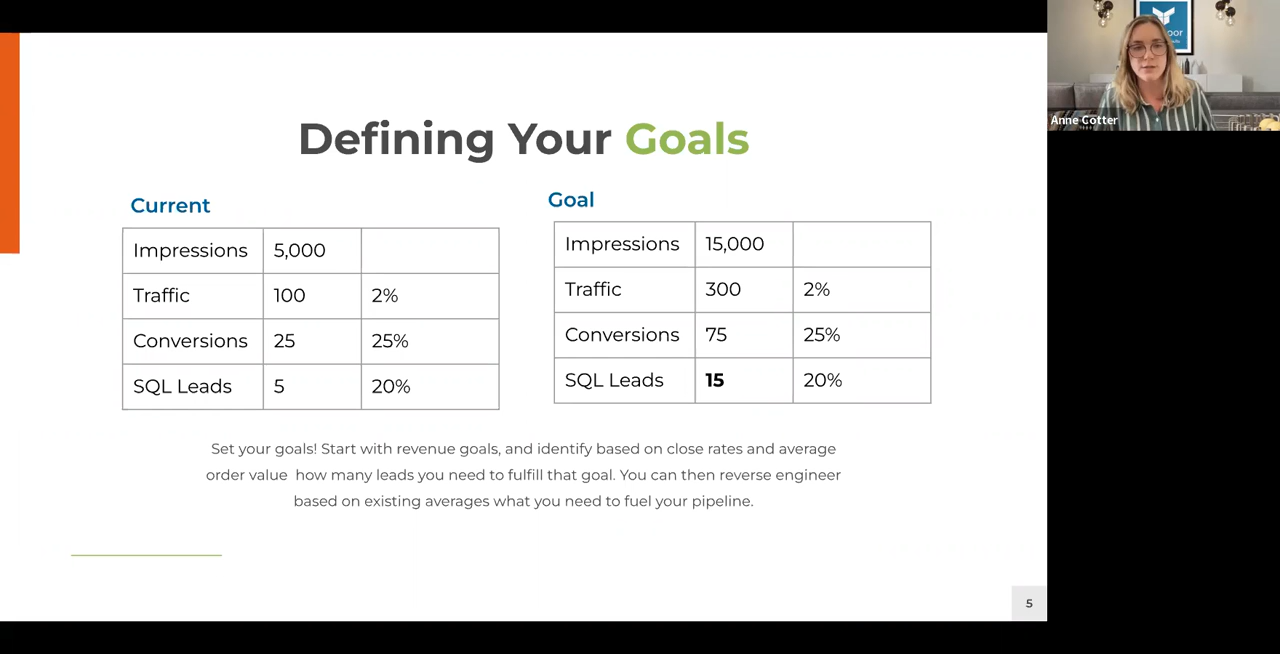 Defining Your Goals
Current
Impressions 5,000
Traffic 100 2%
Conversions 25 25%
SQL Leads 5 20%
Goal
Impressions 15,000
Traffic 300 2%
Conversions 75 25%
SQL Leads 15 20%
Set your goals! Start with revenue goals, and identify based on close rates and average
order value how many leads you need to fulfill that goal. You can then reverse engineer
based on existing averages what you need to fuel your pipeline.
5
Anne Cotter